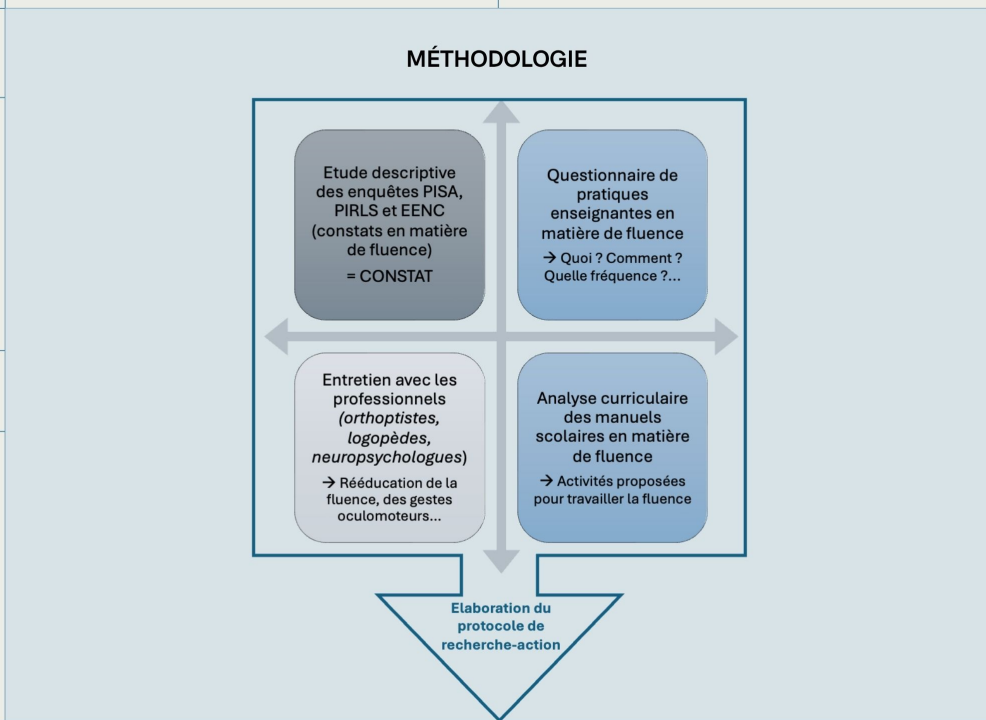 MÉTHODOLOGIE
Etude descriptive
des enquêtes PISA,
PIRLS et EENC
(constats en matière
de fluence)
= CONSTAT
Questionnaire de
pratiques
enseignantes en
matière de fluence
→ Quoi ? Comment ?
Quelle fréquence ?...
Entretien avec les
professionnels
(orthoptistes,
logopèdes,
neuropsychologues)
→ Rééducation de la
fluence, des gestes
oculomoteurs...
Analyse curriculaire
des manuels
scolaires en matière
de fluence
→ Activités proposées
pour travailler la fluence
Elaboration du
protocole de
recherche-action